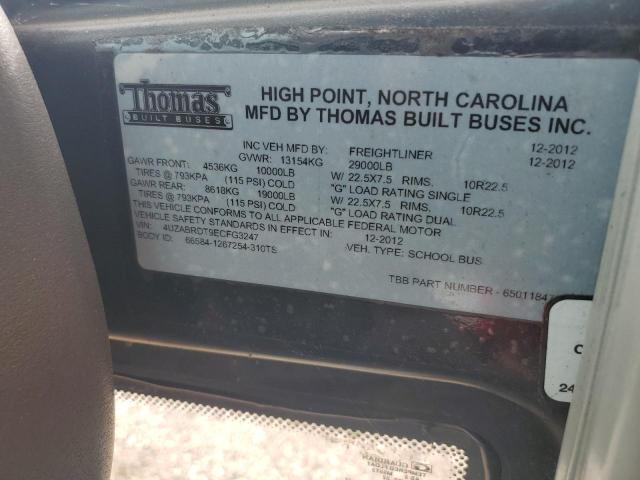 Thomas
BUILT BUSES
HIGH POINT, NORTH CAROLINA
MFD BY THOMAS BUILT BUSES INC.
INC VEH MFD BY: FREIGHTLINER 12-2012
GVWR: 13154KG 29000LB 12-2012
GAWR FRONT: 4536KG 10000LB W/ 22.5X7.5 RIMS. 10R22.5
TIRES @ 793KPA (115 PSI) COLD "G" LOAD RATING SINGLE
GAWR REAR: 8618KG 19000LB W/ 22.5X7.5 RIMS. 10R22.5
TIRES @ 793KPA (115 PSI) COLD "G" LOAD RATING DUAL
THIS VEHICLE CONFORMS TO ALL APPLICABLE FEDERAL MOTOR
VEHICLE SAFETY STANDARDS IN EFFECT IN: 12-2012
VIN: 4UZABRDT9ECFG3247
BODY ID: 66584-1267254-310TS VEH. TYPE: SCHOOL BUS
TBB PART NUMBER - 6501184
C
24
GUARDIAN
TEMPERED FLOAT